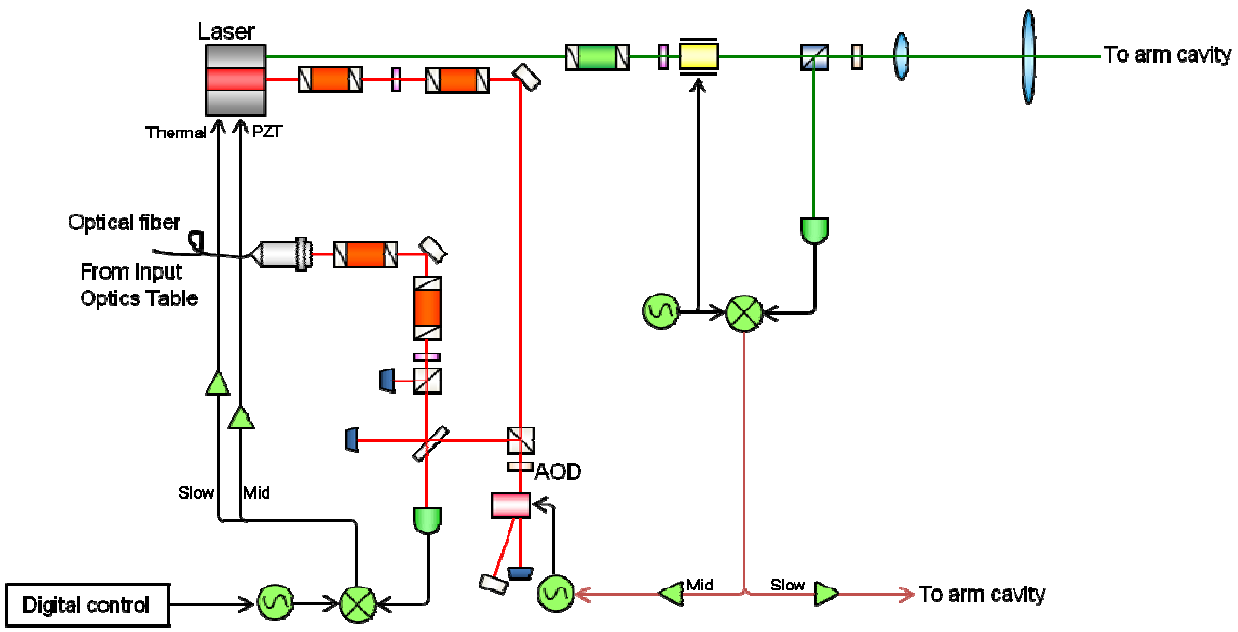 Laser
To arm cavity
Thermal
PZT
Optical fiber
From Input
Optics Table
AOD
Slow
Mid
Mid
Slow
To arm cavity
Digital control